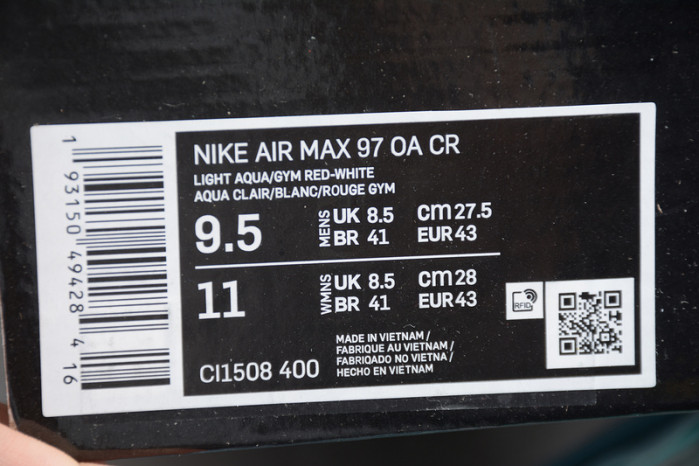 1 93150 49428 4 16
NIKE AIR MAX 97 OA CR
LIGHT AQUA/GYM RED-WHITE
AQUA CLAIR/BLANC/ROUGE GYM
9.5 MENS UK 8.5 CM 27.5
BR 41 EUR 43
11 WMNS UK 8.5 CM 28
BR 41 EUR 43
RFID
CI1508 400
MADE IN VIETNAM /
FABRIQUE AU VIETNAM /
FABRIQADO NO VIETNA /
HECHO EN VIETNAM